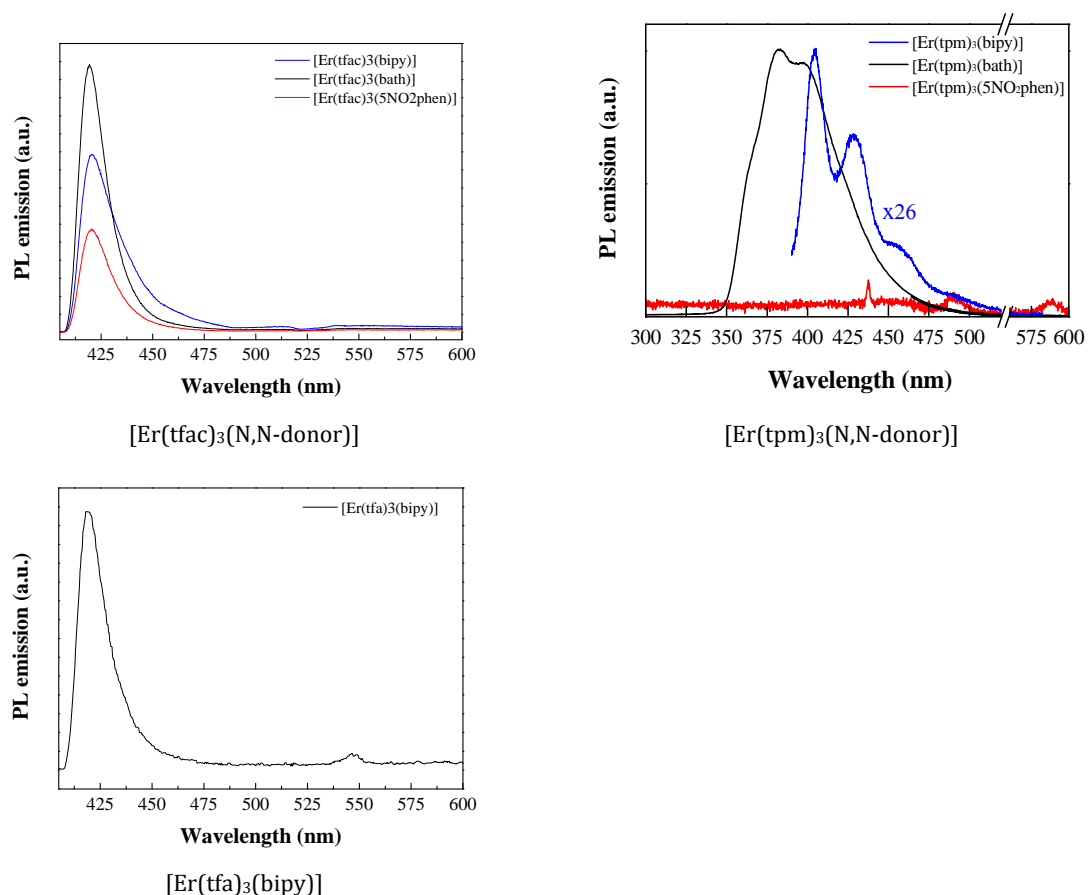 [Er(tfac)3(bipy)]
[Er(tfac)3(bath)]
[Er(tfac)3(5NO2phen)]
PL emission (a.u.)
425 450 475 500 525 550 575 600
Wavelength (nm)
[Er(tfac)₃(N,N-donor)]
[Er(tpm)₃(bipy)]
[Er(tpm)₃(bath)]
[Er(tpm)₃(5NO₂phen)]
x26
PL emission (a.u.)
300 325 350 375 400 425 450 475 500 575 600
Wavelength (nm)
[Er(tpm)₃(N,N-donor)]
[Er(tfa)3(bipy)]
PL emission (a.u.)
425 450 475 500 525 550 575 600
Wavelength (nm)
[Er(tfa)₃(bipy)]